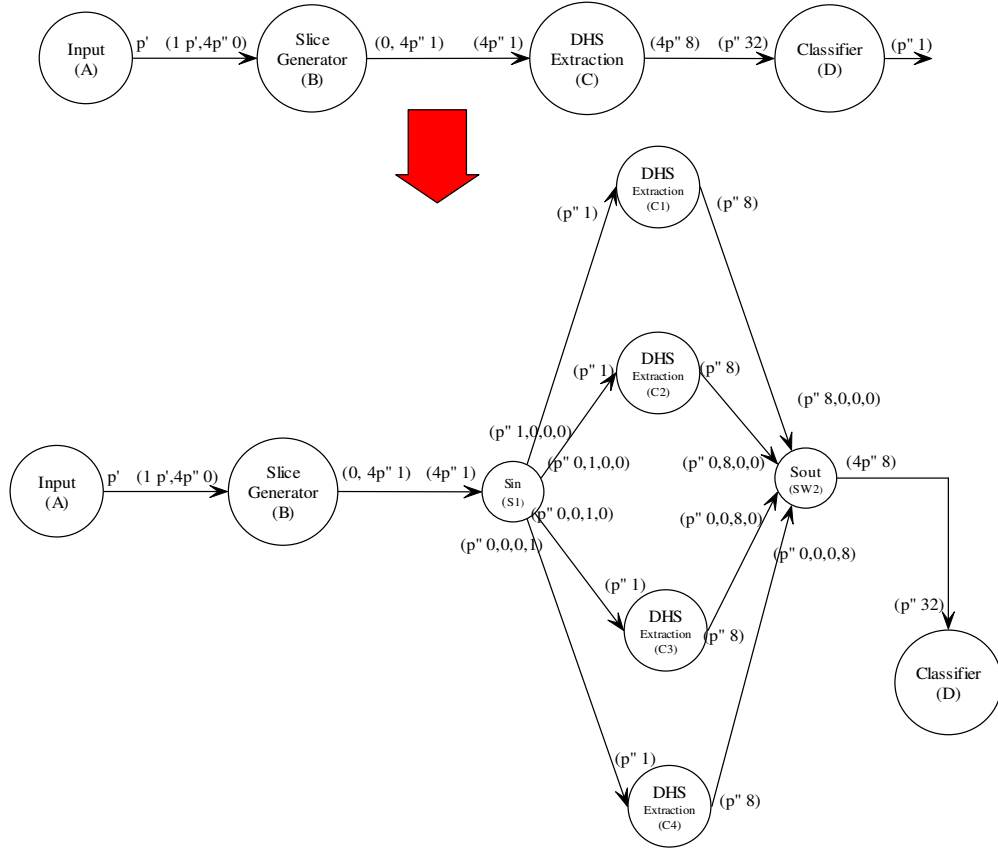 Input
(A)
p'
(1 p',4p" 0)
Slice
Generator
(B)
(0, 4p" 1)
(4p" 1)
DHS
Extraction
(C)
(4p" 8)
(p" 32)
Classifier
(D)
(p" 1)
DHS
Extraction
(C1)
(p" 1)
(p" 8)
DHS
Extraction
(C2)
(p" 1)
(p" 8)
(p" 8,0,0,0)
(p" 1,0,0,0)
(p" 0,1,0,0)
(p" 0,8,0,0)
Input
(A)
p'
(1 p',4p" 0)
Slice
Generator
(B)
(0, 4p" 1)
(4p" 1)
Sin
(S1)
Sout
(SW2)
(4p" 8)
(p" 0,0,1,0)
(p" 0,0,0,1)
(p" 0,0,8,0)
(p" 0,0,0,8)
(p" 1)
DHS
Extraction
(C3)
(p" 8)
(p" 32)
Classifier
(D)
(p" 1)
DHS
Extraction
(C4)
(p" 8)